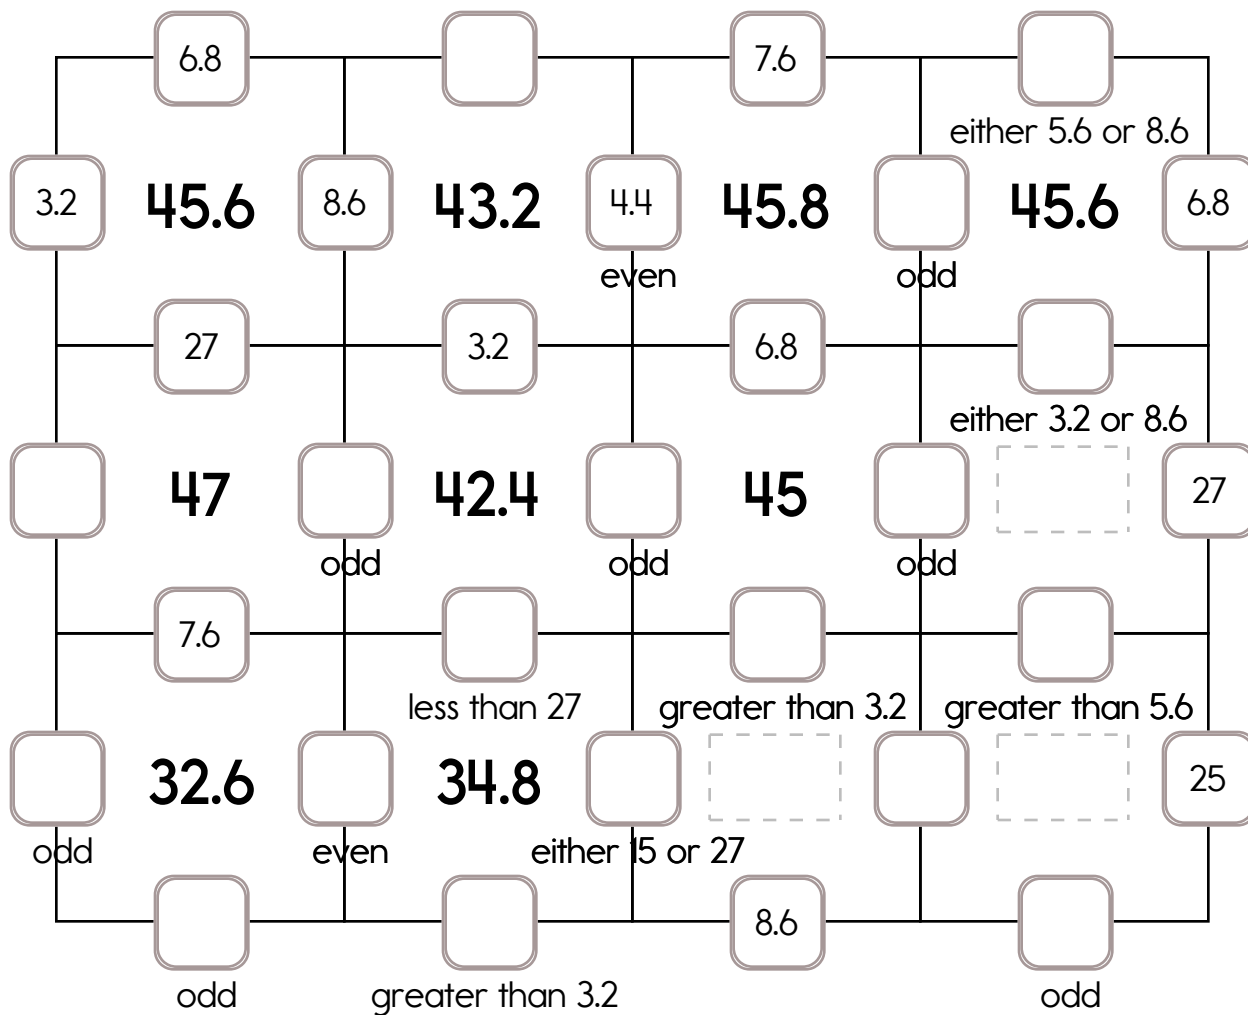 6.8 7.6
either 5.6 or 8.6
3.2 45.6 8.6 43.2 4.4 45.8 45.6 6.8
even odd
27 3.2 6.8
either 3.2 or 8.6
47 42.4 45 27
odd odd odd
7.6
less than 27 greater than 3.2 greater than 5.6
32.6 34.8 25
odd even either 15 or 27
8.6
odd greater than 3.2 odd